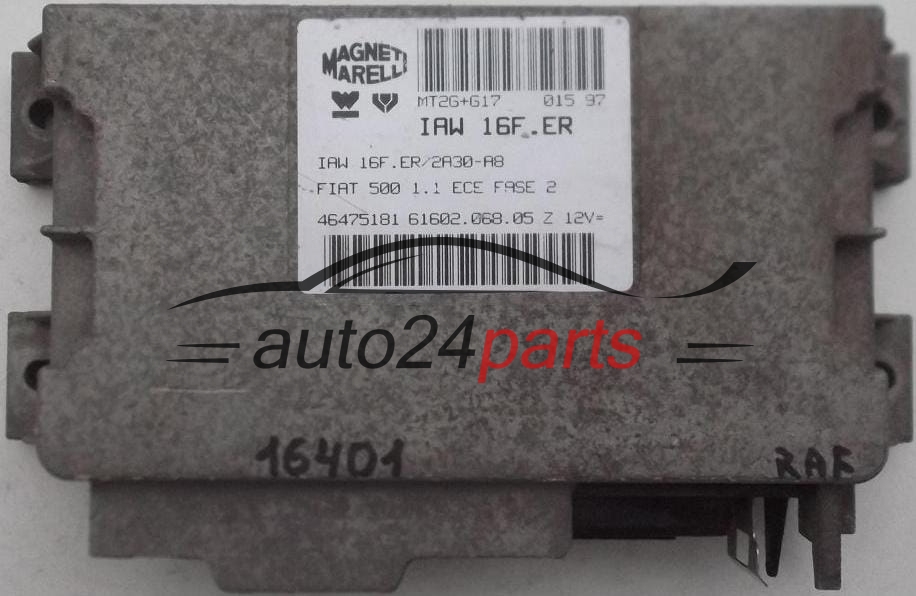 MAGNETI
MARELLI
MT2G+G17 015 97
IAW 16F.ER
IAW 16F.ER/2A30-A8
FIAT 500 1.1 ECE FASE 2
46475181 61602.068.05 Z 12V=
auto24parts
16401
RAF